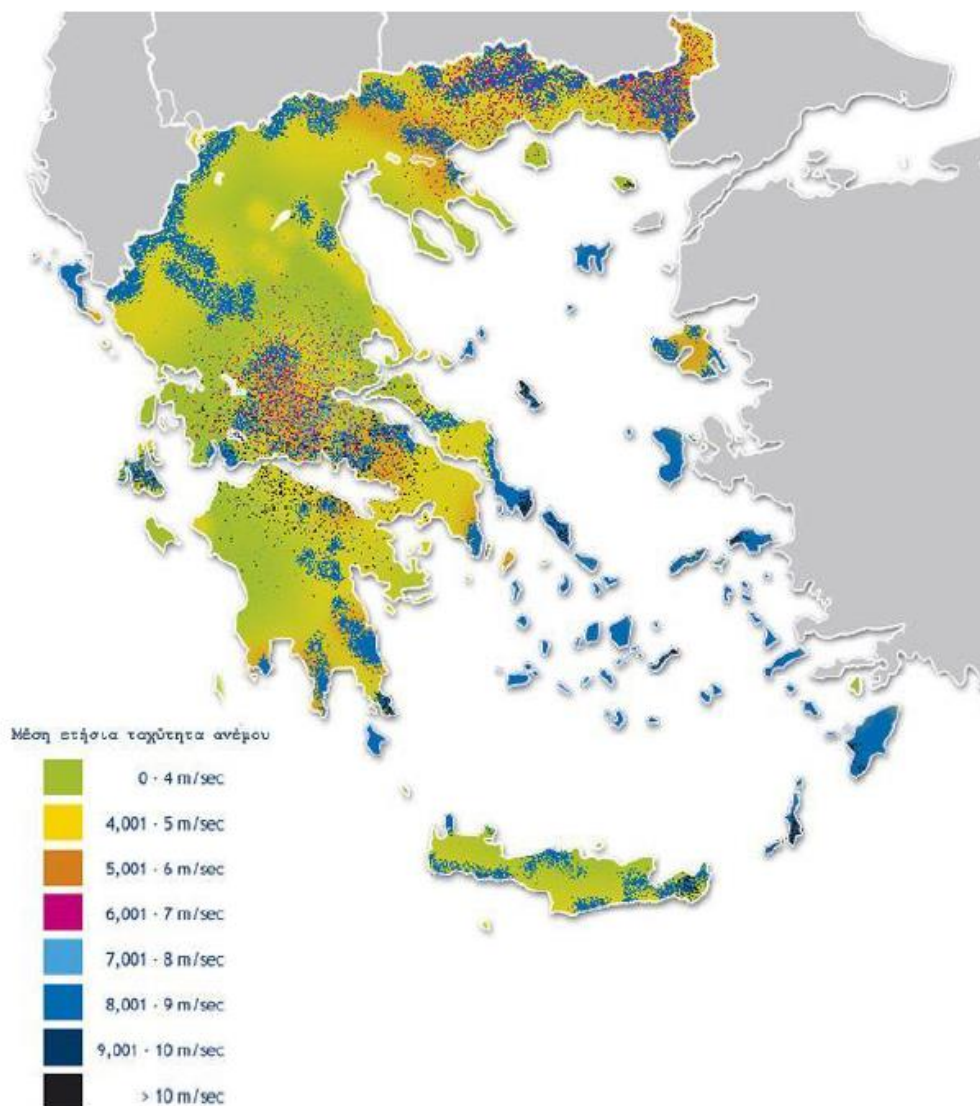 Μέση ετήσια ταχύτητα ανέμου
0 - 4 m/sec
4,001 - 5 m/sec
5,001 - 6 m/sec
6,001 - 7 m/sec
7,001 - 8 m/sec
8,001 - 9 m/sec
9,001 - 10 m/sec
> 10 m/sec